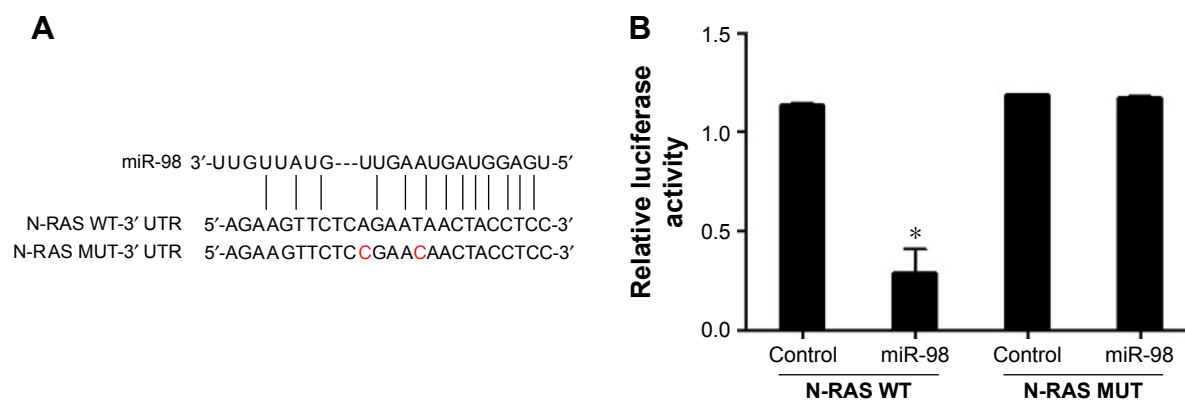 A
miR-98 3′-UUGUUAUG---UUGAAUGAUGGAGU-5′
N-RAS WT-3′ UTR 5′-AGAAGTTCTCAGAATAACTACCTCC-3′
N-RAS MUT-3′ UTR 5′-AGAAGTTCTCCGAACAACTACCTCC-3′
B
Relative luciferase
activity
1.5
1.0
0.5
0.0
*
Control miR-98 Control miR-98
N-RAS WT N-RAS MUT